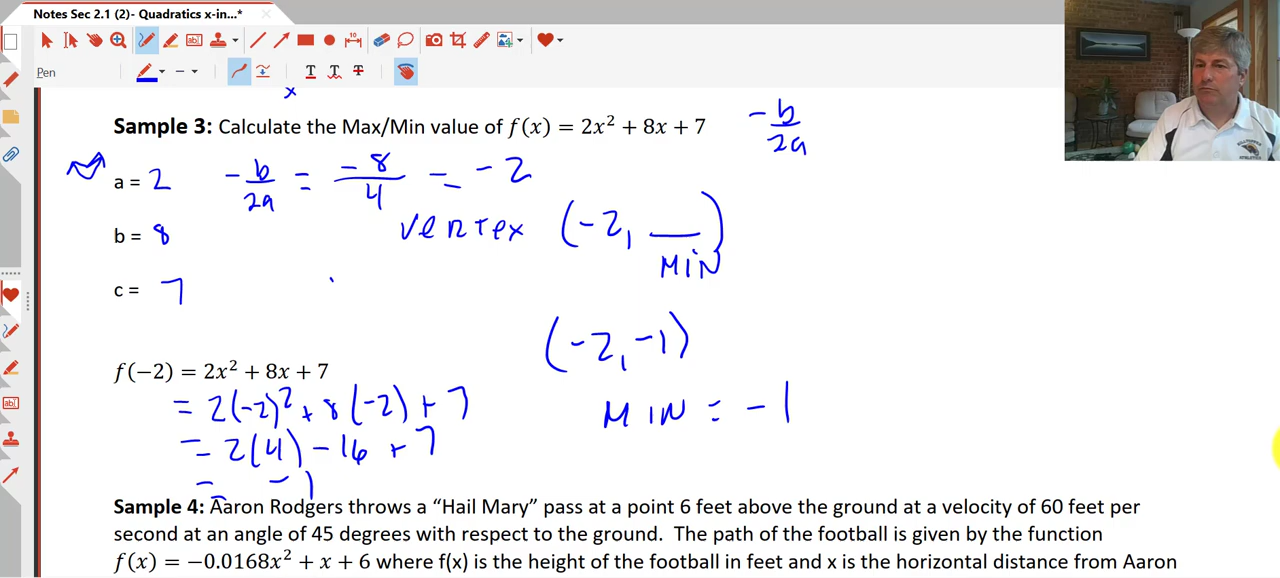 Notes Sec 2.1 (2)- Quadratics x-in...*
Pen
x
Sample 3: Calculate the Max/Min value of f(x) = 2x² + 8x + 7
-b/2a
a = 2
-b/2a = -8/4 = -2
vertex (-2, __)
MIN
b = 8
c = 7
(-2, -1)
f(−2) = 2x² + 8x + 7
= 2(-2)² + 8(-2) + 7
MIN = -1
= 2(4) - 16 + 7
= -1
Sample 4: Aaron Rodgers throws a “Hail Mary” pass at a point 6 feet above the ground at a velocity of 60 feet per
second at an angle of 45 degrees with respect to the ground. The path of the football is given by the function
f(x) = −0.0168x² + x + 6 where f(x) is the height of the football in feet and x is the horizontal distance from Aaron